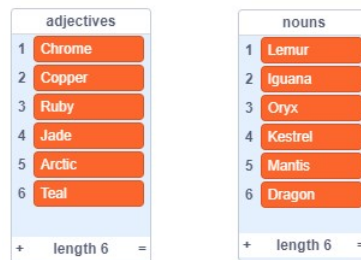 adjectives
1 Chrome
2 Copper
3 Ruby
4 Jade
5 Arctic
6 Teal
+ length 6 =
nouns
1 Lemur
2 Iguana
3 Oryx
4 Kestrel
5 Mantis
6 Dragon
+ length 6 =